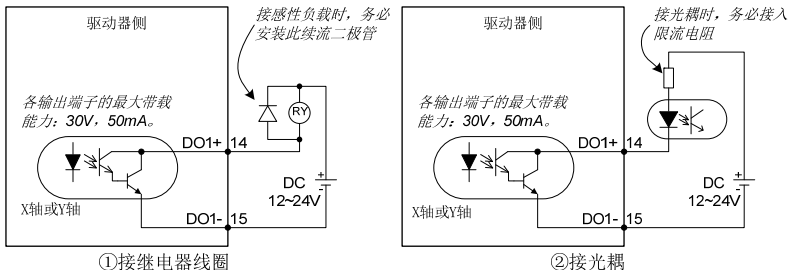 驱动器侧
接感性负载时，务必
安装此续流二极管
各输出端子的最大带载
能力：30V，50mA。
RY
DO1+
14
DC
12~24V
+
-
X轴或Y轴
DO1-
15
①接继电器线圈
驱动器侧
接光耦时，务必接入
限流电阻
各输出端子的最大带载
能力：30V，50mA。
DO1+
14
DC
12~24V
+
-
X轴或Y轴
DO1-
15
②接光耦